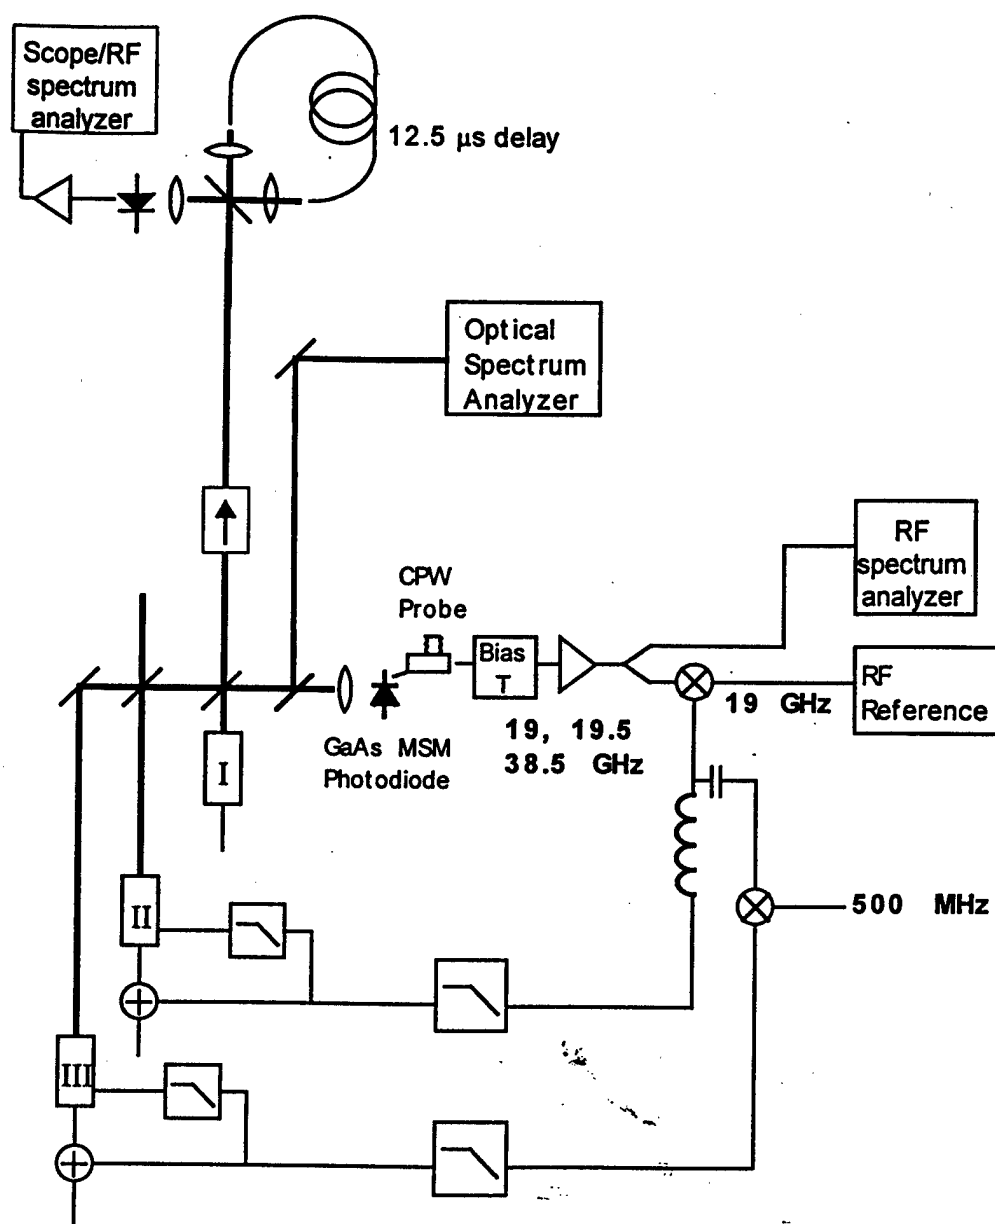 Scope/RF
spectrum
analyzer
12.5 μs delay
Optical
Spectrum
Analyzer
RF
spectrum
analyzer
CPW
Probe
Bias
T
RF
Reference
19 GHz
19, 19.5
38.5 GHz
GaAs MSM
Photodiode
I
II
500 MHz
III